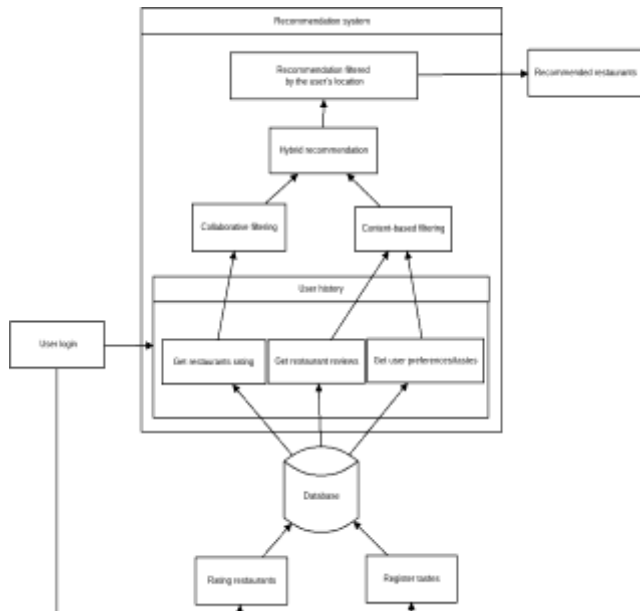 Recommendation system
Recommendation filtered
by the user's location
Recommended restaurants
Hybrid recommendation
Collaborative filtering
Content-based filtering
User history
User login
Get restaurants rating
Get restaurant reviews
Get user preferences/tastes
Database
Rating restaurants
Register tastes